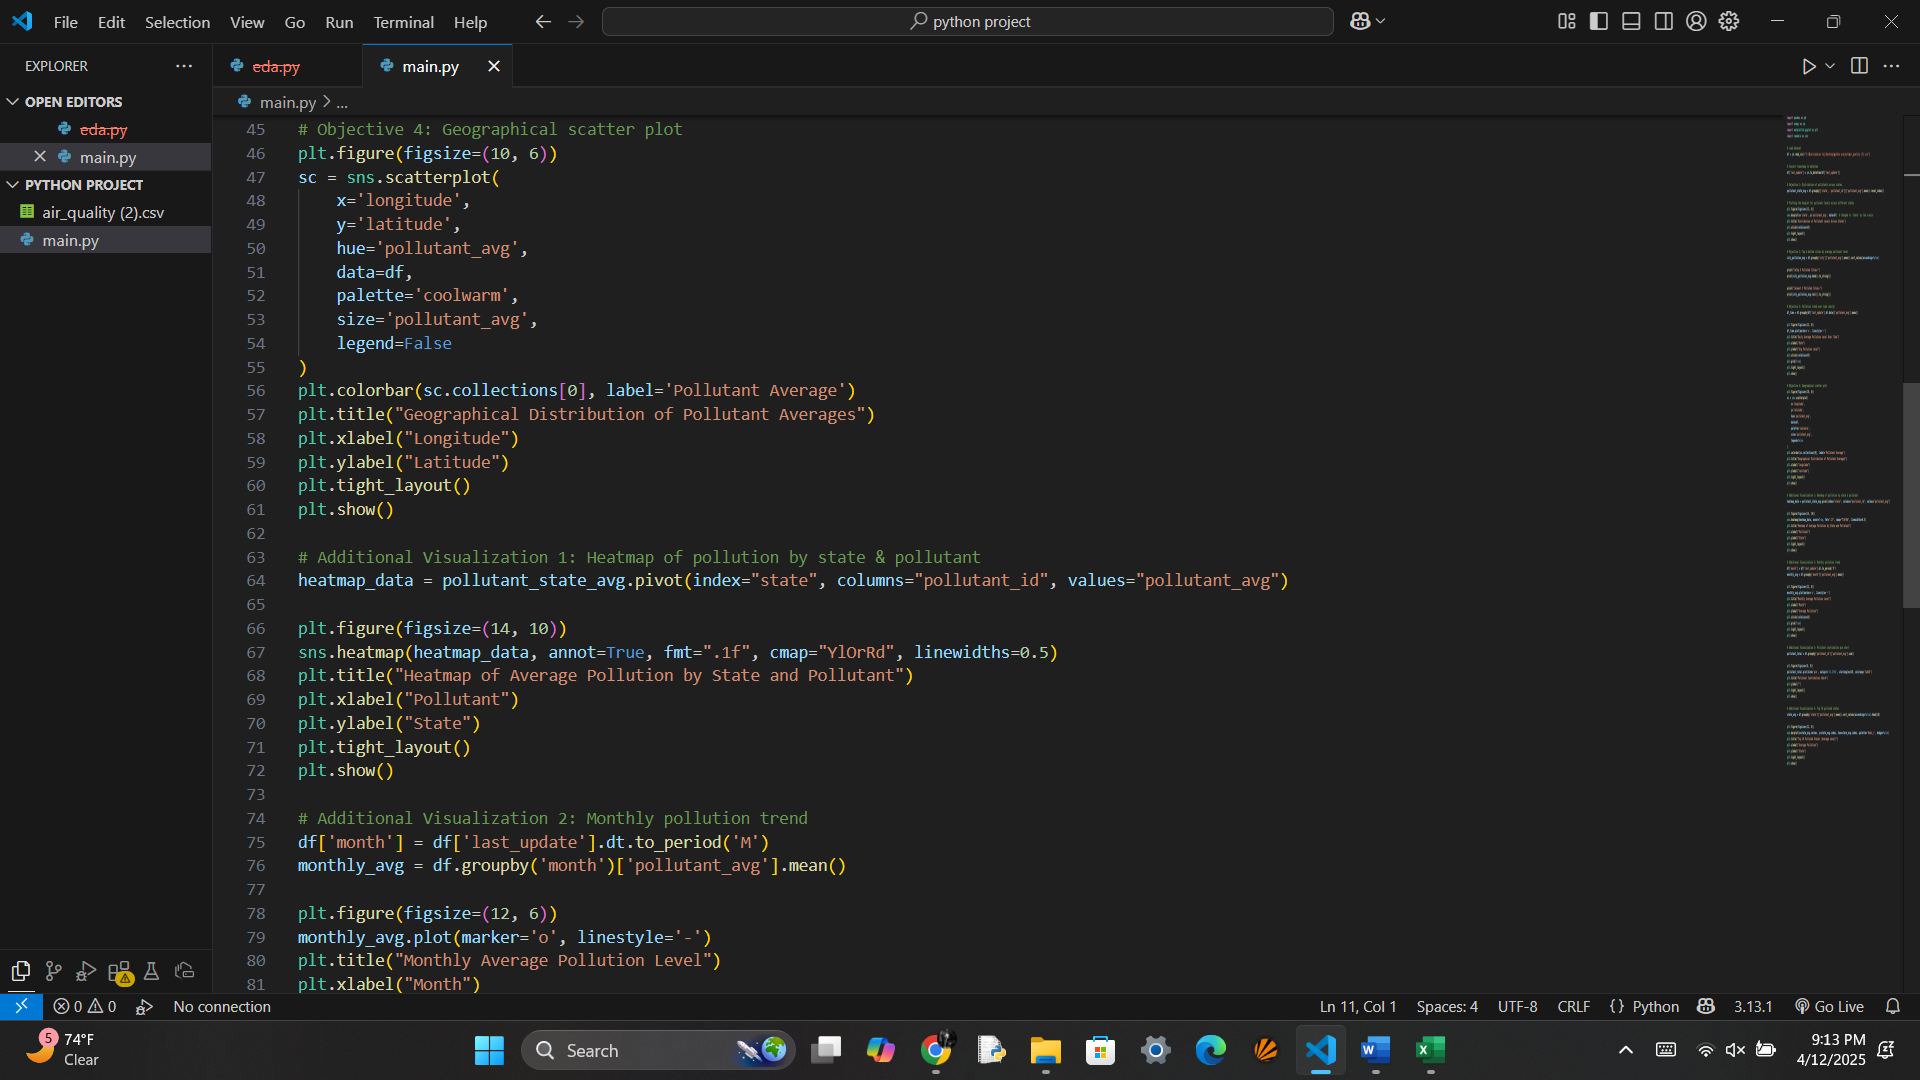 File Edit Selection View Go Run Terminal Help
python project
EXPLORER
OPEN EDITORS
eda.py
main.py
PYTHON PROJECT
air_quality (2).csv
main.py
eda.py
main.py
main.py > ...
45 # Objective 4: Geographical scatter plot
46 plt.figure(figsize=(10, 6))
47 sc = sns.scatterplot(
48     x='longitude',
49     y='latitude',
50     hue='pollutant_avg',
51     data=df,
52     palette='coolwarm',
53     size='pollutant_avg',
54     legend=False
55 )
56 plt.colorbar(sc.collections[0], label='Pollutant Average')
57 plt.title("Geographical Distribution of Pollutant Averages")
58 plt.xlabel("Longitude")
59 plt.ylabel("Latitude")
60 plt.tight_layout()
61 plt.show()
62
63 # Additional Visualization 1: Heatmap of pollution by state & pollutant
64 heatmap_data = pollutant_state_avg.pivot(index="state", columns="pollutant_id", values="pollutant_avg")
65
66 plt.figure(figsize=(14, 10))
67 sns.heatmap(heatmap_data, annot=True, fmt=".1f", cmap="YlOrRd", linewidths=0.5)
68 plt.title("Heatmap of Average Pollution by State and Pollutant")
69 plt.xlabel("Pollutant")
70 plt.ylabel("State")
71 plt.tight_layout()
72 plt.show()
73
74 # Additional Visualization 2: Monthly pollution trend
75 df['month'] = df['last_update'].dt.to_period('M')
76 monthly_avg = df.groupby('month')['pollutant_avg'].mean()
77
78 plt.figure(figsize=(12, 6))
79 monthly_avg.plot(marker='o', linestyle='-')
80 plt.title("Monthly Average Pollution Level")
81 plt.xlabel("Month")
0 0 No connection
Ln 11, Col 1 Spaces: 4 UTF-8 CRLF {} Python 3.13.1 Go Live
5 74°F
Clear
Search
9:13 PM
4/12/2025